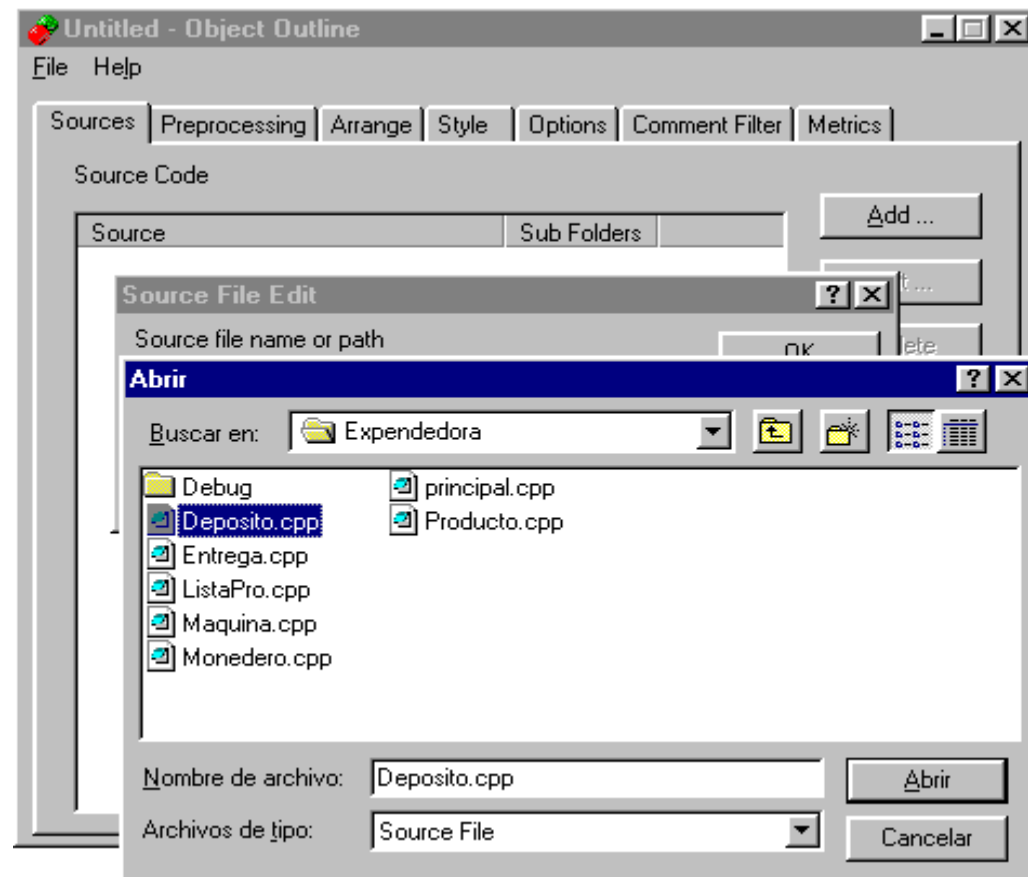 Untitled - Object Outline
File Help
Sources Preprocessing Arrange Style Options Comment Filter Metrics
Source Code
Add ...
Source Sub Folders
Source File Edit
Source file name or path
OK
Abrir
Buscar en: Expendedora
Debug principal.cpp
Deposito.cpp Producto.cpp
Entrega.cpp
ListaPro.cpp
Maquina.cpp
Monedero.cpp
Nombre de archivo: Deposito.cpp Abrir
Archivos de tipo: Source File Cancelar